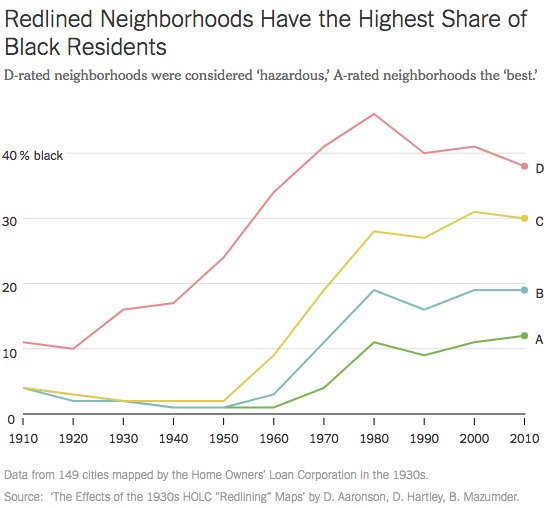 Redlined Neighborhoods Have the Highest Share of
Black Residents
D-rated neighborhoods were considered ‘hazardous,’ A-rated neighborhoods the ‘best.’
40 % black
30
20
10
0
D
C
B
A
1910 1920 1930 1940 1950 1960 1970 1980 1990 2000 2010
Data from 149 cities mapped by the Home Owners’ Loan Corporation in the 1930s.
Source: ‘The Effects of the 1930s HOLC “Redlining” Maps’ by D. Aaronson, D. Hartley, B. Mazumder.